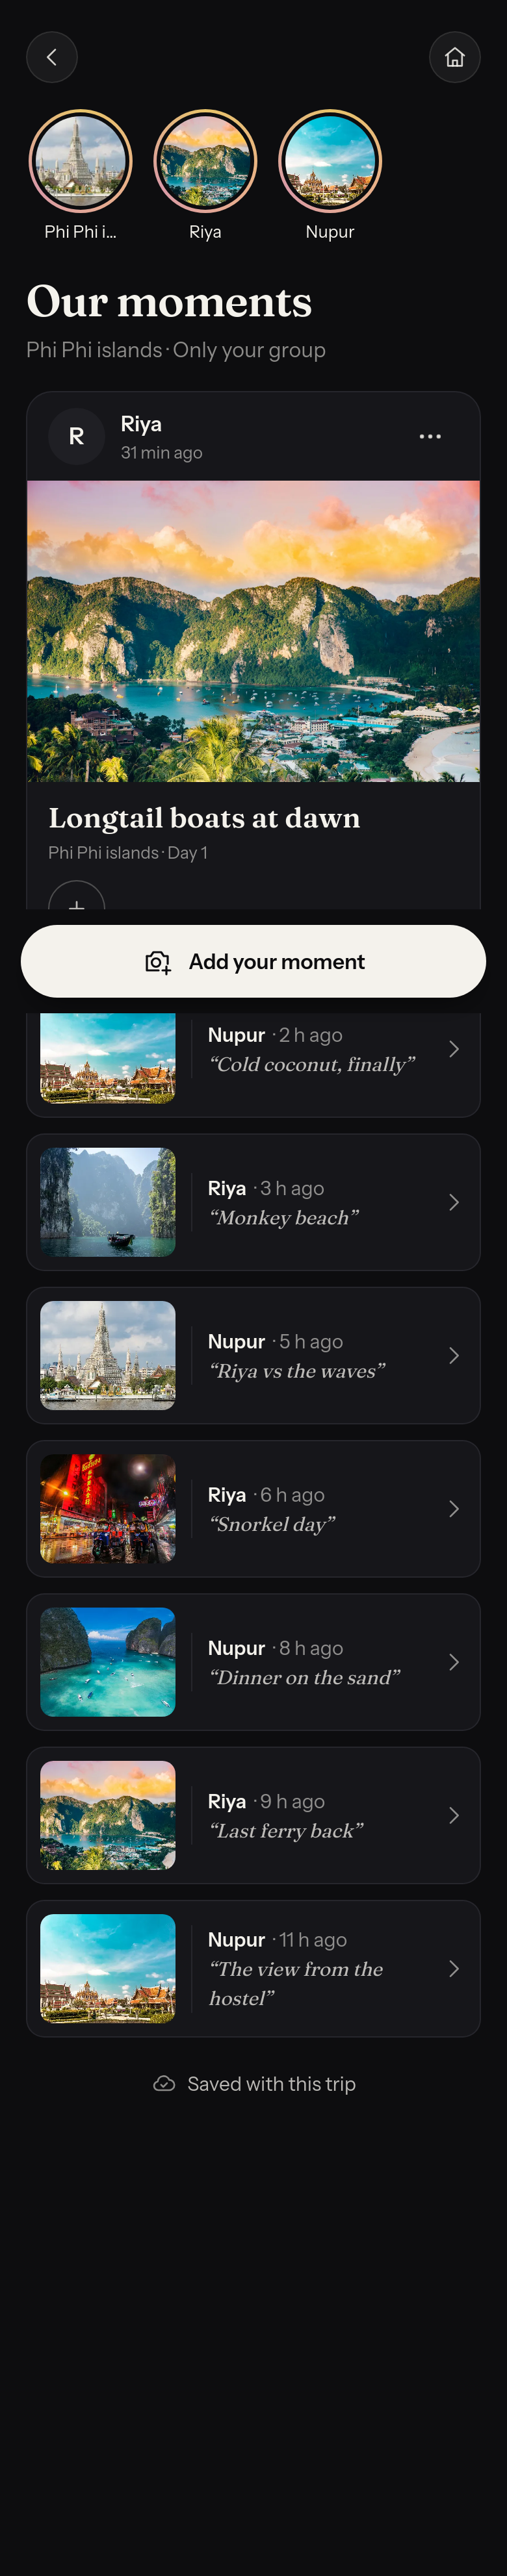 Phi Phi i...
Riya
Nupur
Our moments
Phi Phi islands · Only your group
R
Riya
31 min ago
Longtail boats at dawn
Phi Phi islands · Day 1
Add your moment
Nupur · 2 h ago
“Cold coconut, finally”
Riya · 3 h ago
“Monkey beach”
Nupur · 5 h ago
“Riya vs the waves”
Riya · 6 h ago
“Snorkel day”
Nupur · 8 h ago
“Dinner on the sand”
Riya · 9 h ago
“Last ferry back”
Nupur · 11 h ago
“The view from the
hostel”
Saved with this trip